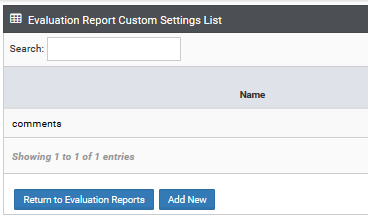 Evaluation Report Custom Settings List
Search:
Name
comments
Showing 1 to 1 of 1 entries
Return to Evaluation Reports Add New